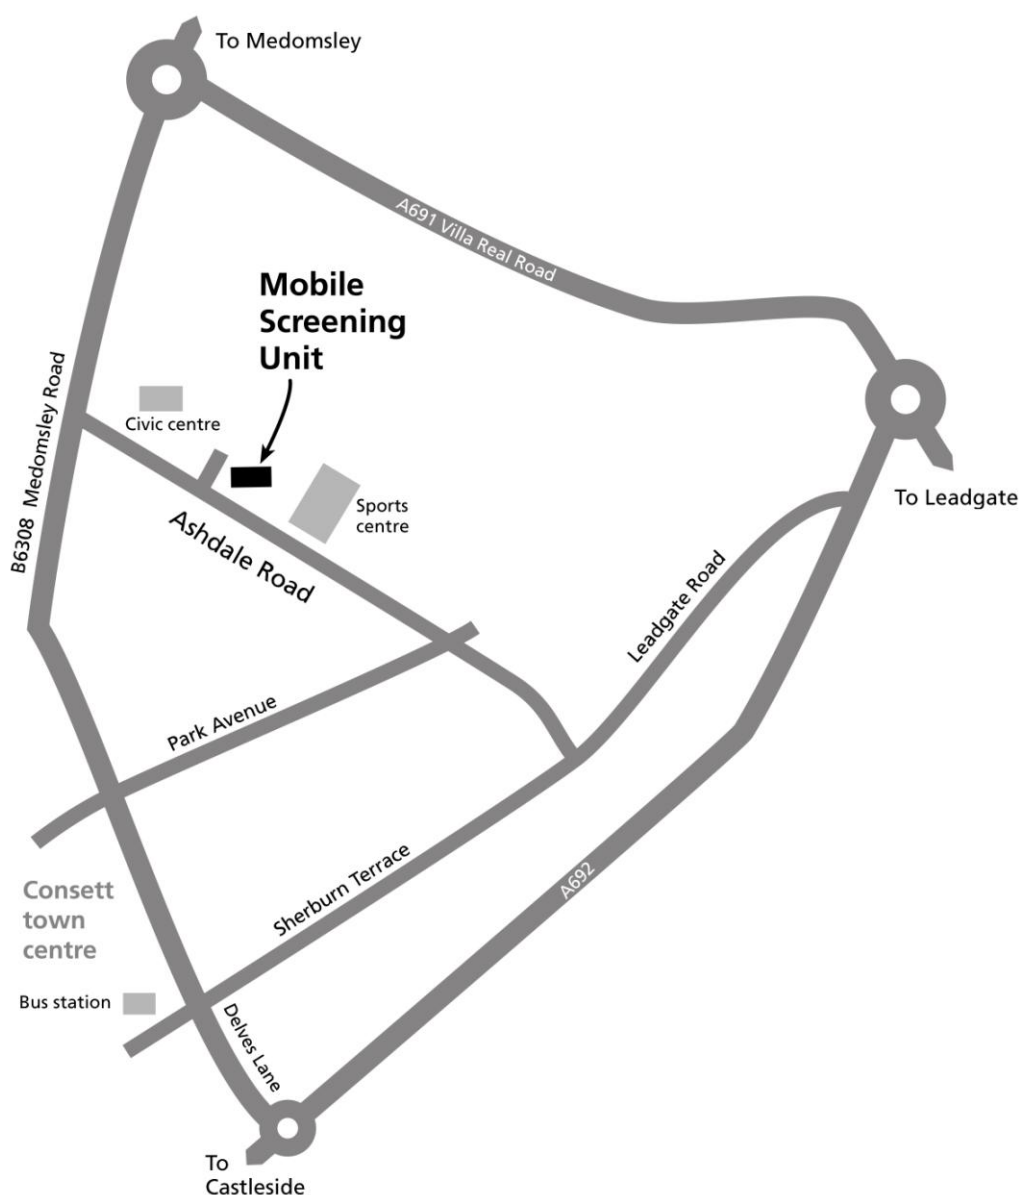 To Medomsley
A691 Villa Real Road
Mobile
Screening
Unit
B6308 Medomsley Road
Civic centre
Sports
centre
Ashdale Road
To Leadgate
Leadgate Road
Park Avenue
Sherburn Terrace
A692
Consett
town
centre
Bus station
Delves Lane
To
Castleside